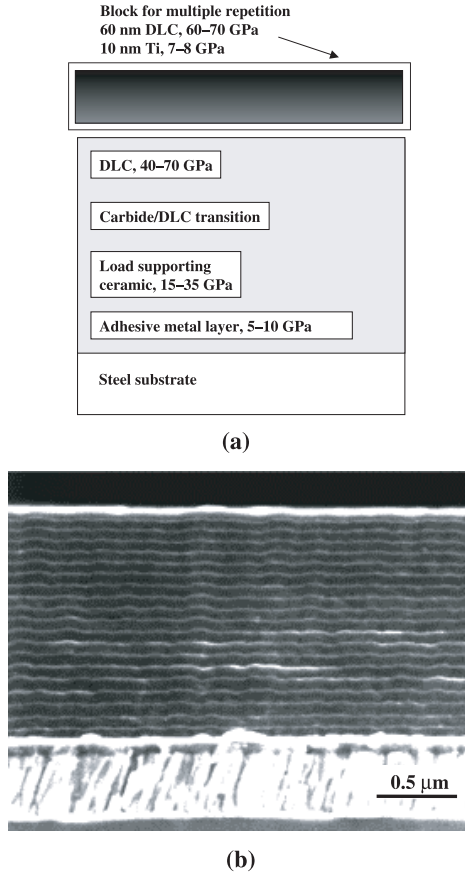 Block for multiple repetition
60 nm DLC, 60–70 GPa
10 nm Ti, 7–8 GPa
DLC, 40–70 GPa
Carbide/DLC transition
Load supporting
ceramic, 15–35 GPa
Adhesive metal layer, 5–10 GPa
Steel substrate
(a)
0.5 μm
(b)